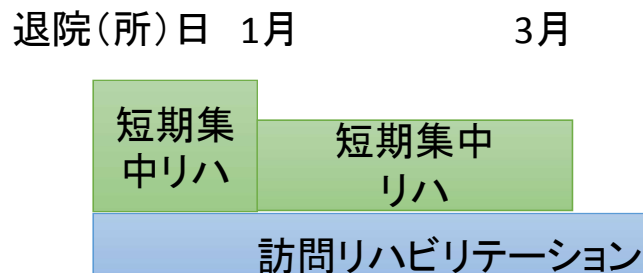 退院（所）日 1月 3月
短期集
中リハ
短期集中
リハ
訪問リハビリテーション